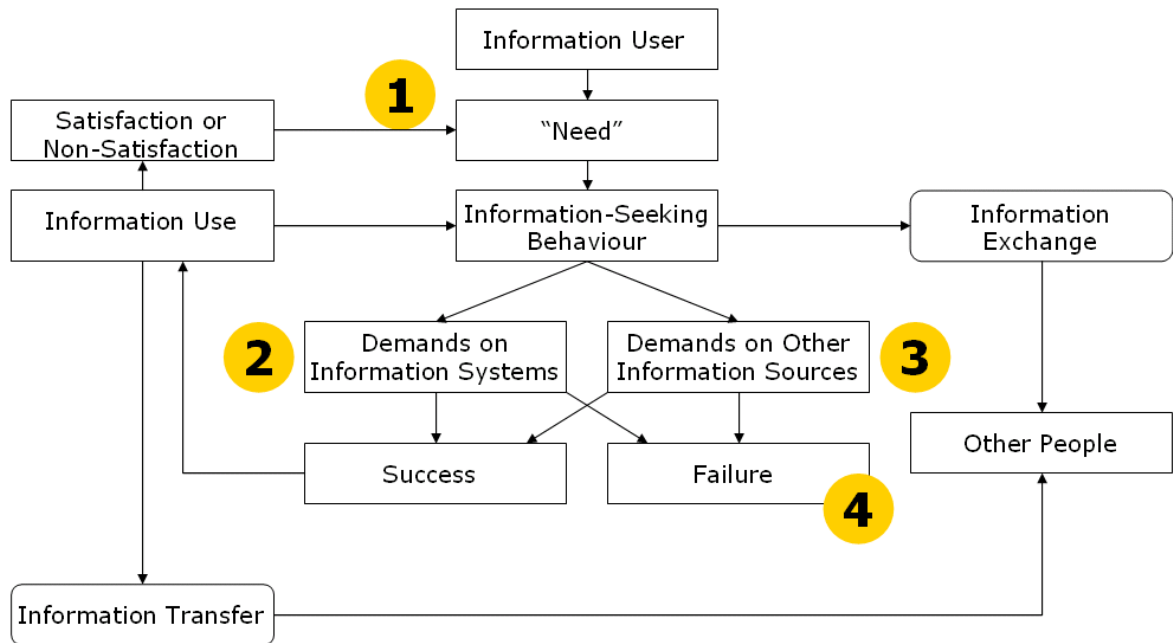 Information User
1
Satisfaction or
Non-Satisfaction
“Need”
Information Use
Information-Seeking
Behaviour
Information
Exchange
2
Demands on
Information Systems
Demands on Other
Information Sources
3
Success
Failure
4
Other People
Information Transfer